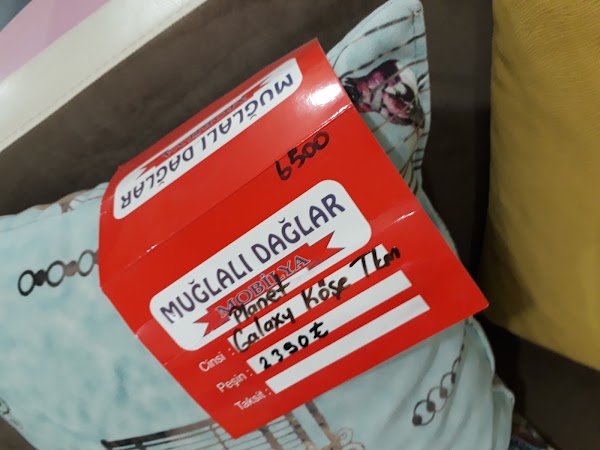 MUĞLALI DAĞLAR
6500
MUĞLALI DAĞLAR
MOBİLYA
Planet
Cinsi : Galaxy Köşe Tkm
Peşin : 2390₺
Taksit :